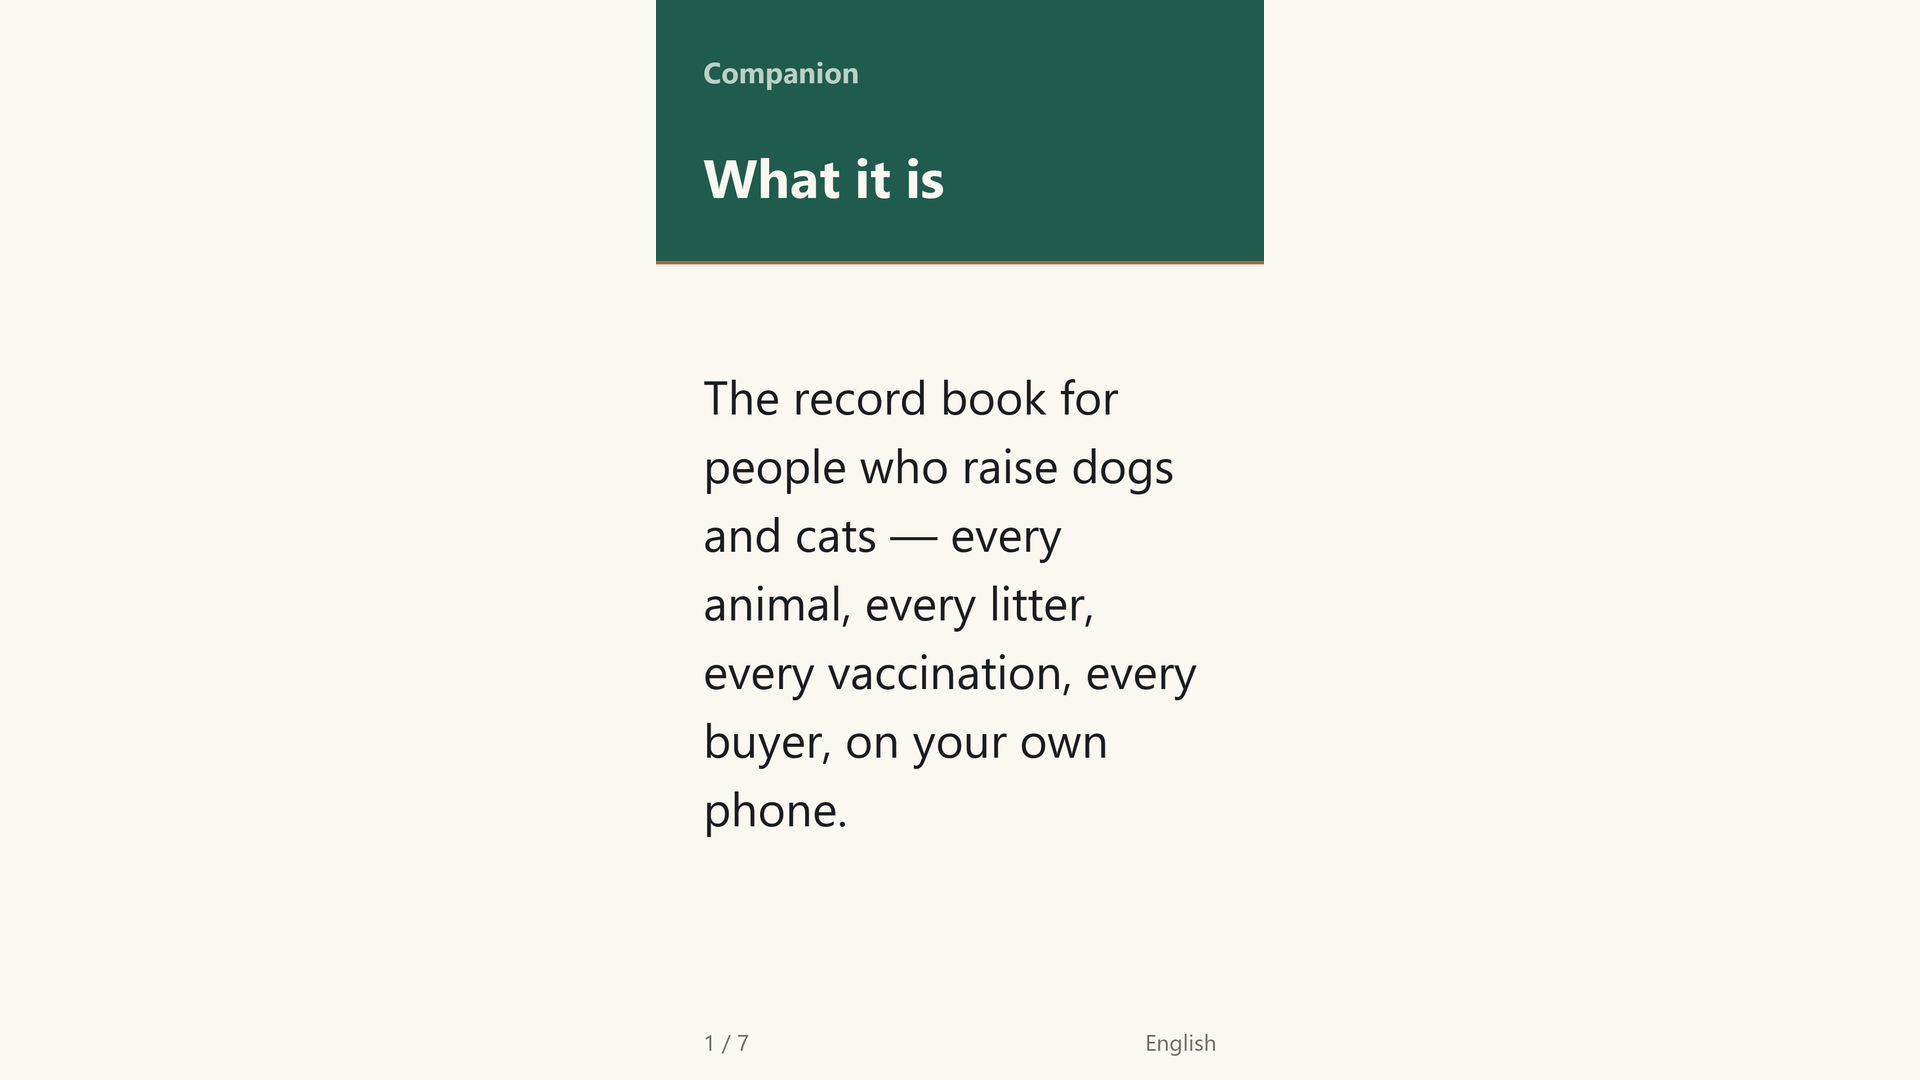 Companion
What it is
The record book for
people who raise dogs
and cats — every
animal, every litter,
every vaccination, every
buyer, on your own
phone.
1 / 7
English